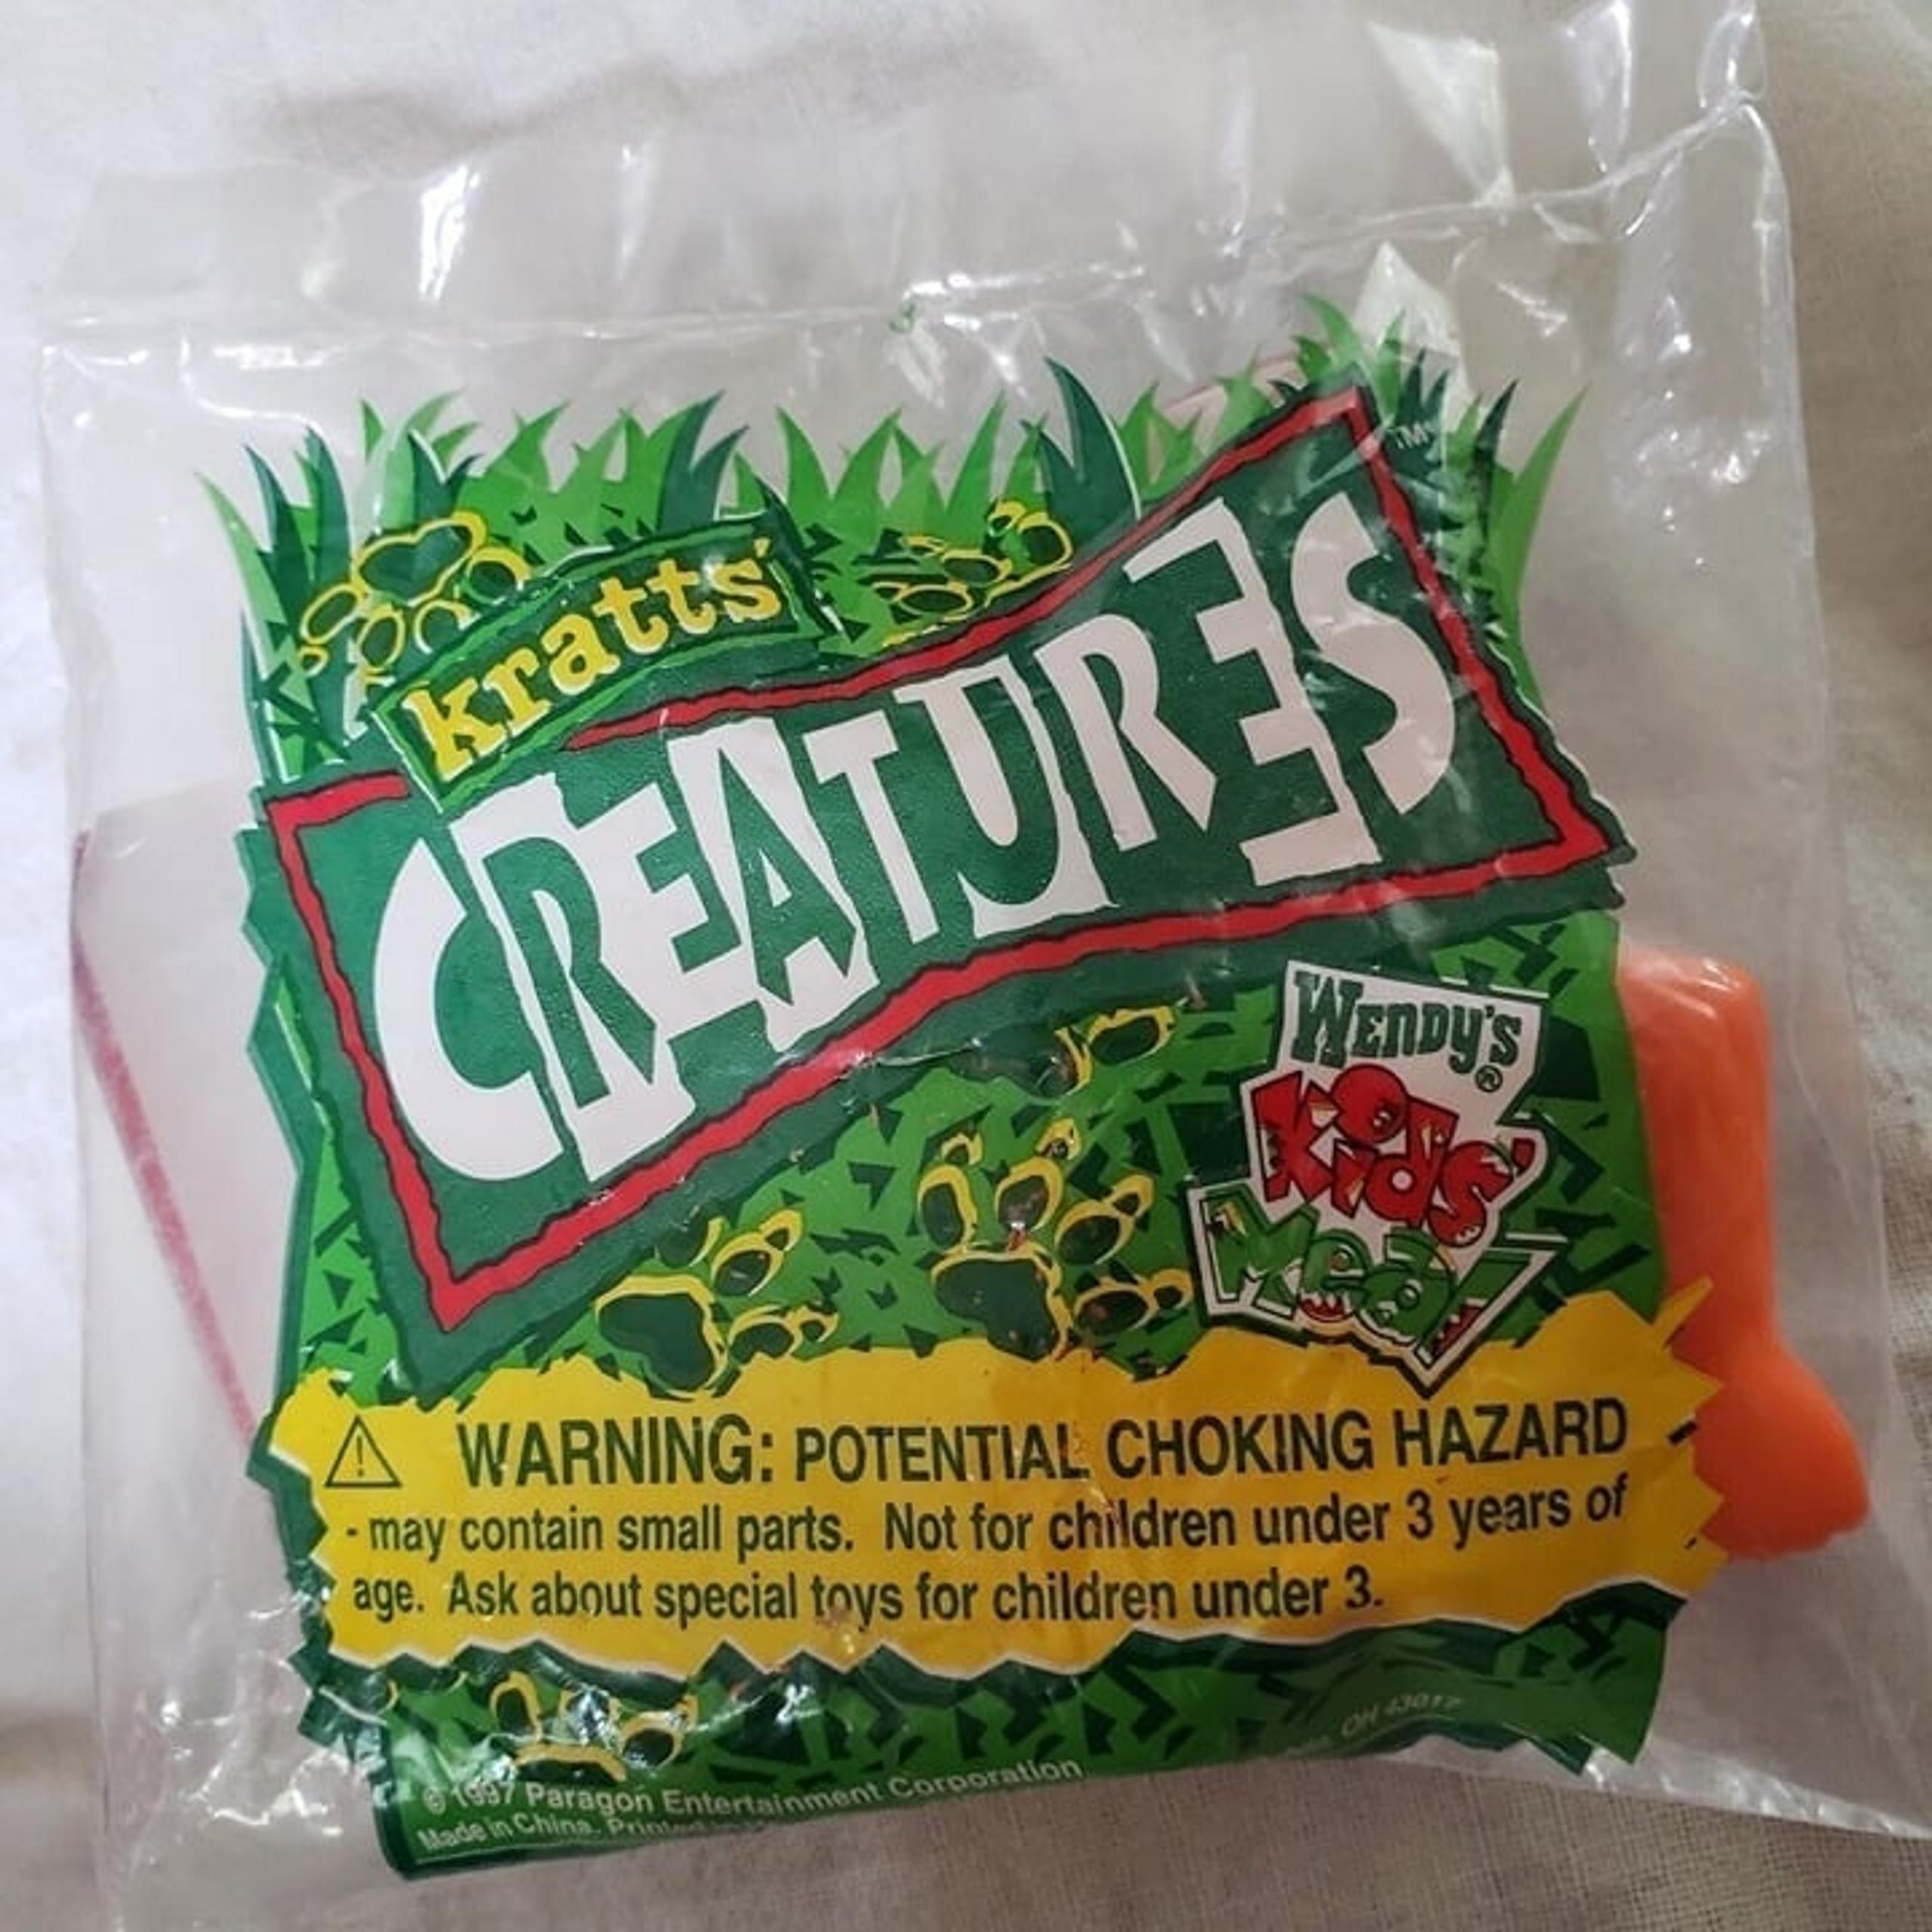 kratts'
CREATURES
TM
WENDY'S
®
Kids'
Meal
WARNING: POTENTIAL CHOKING HAZARD
- may contain small parts. Not for children under 3 years of
age. Ask about special toys for children under 3.
OH 43017
© 1997 Paragon Entertainment Corporation
Made in China. Printed